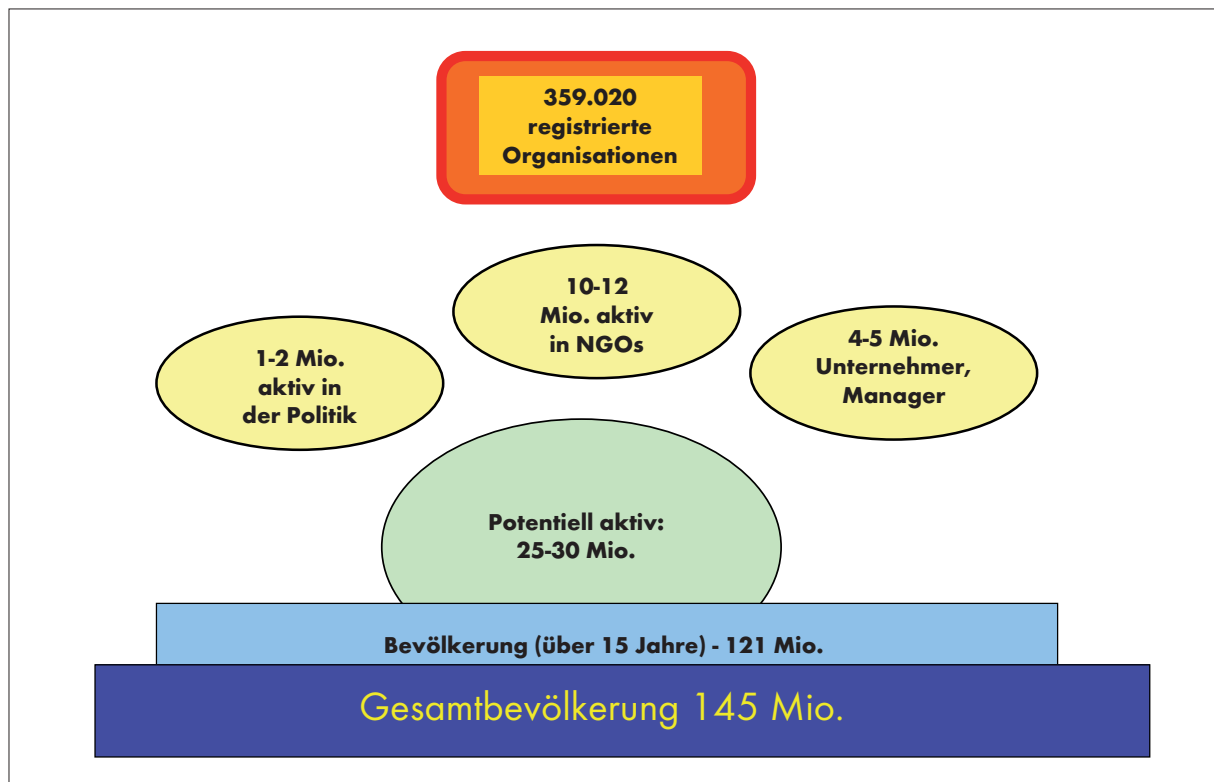 359.020
registrierte
Organisationen
10-12
Mio. aktiv
in NGOs
1-2 Mio.
aktiv in
der Politik
4-5 Mio.
Unternehmer,
Manager
Potentiell aktiv:
25-30 Mio.
Bevölkerung (über 15 Jahre) - 121 Mio.
Gesamtbevölkerung 145 Mio.